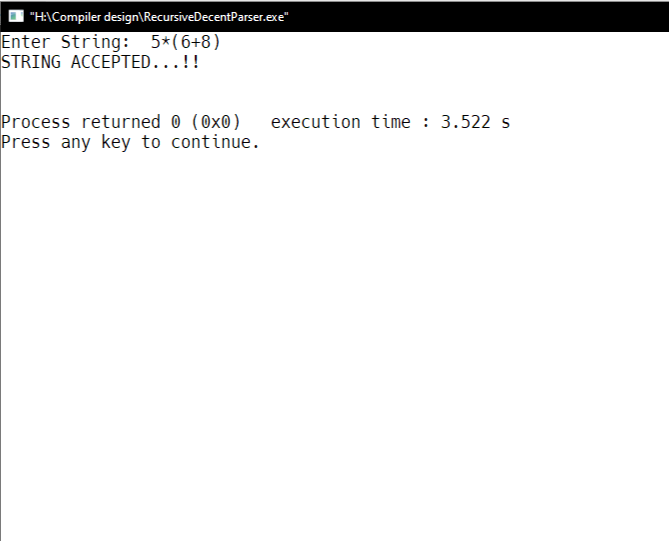 "H:\Compiler design\RecursiveDecentParser.exe"
Enter String:  5*(6+8)
STRING ACCEPTED...!!
Process returned 0 (0x0)   execution time : 3.522 s
Press any key to continue.